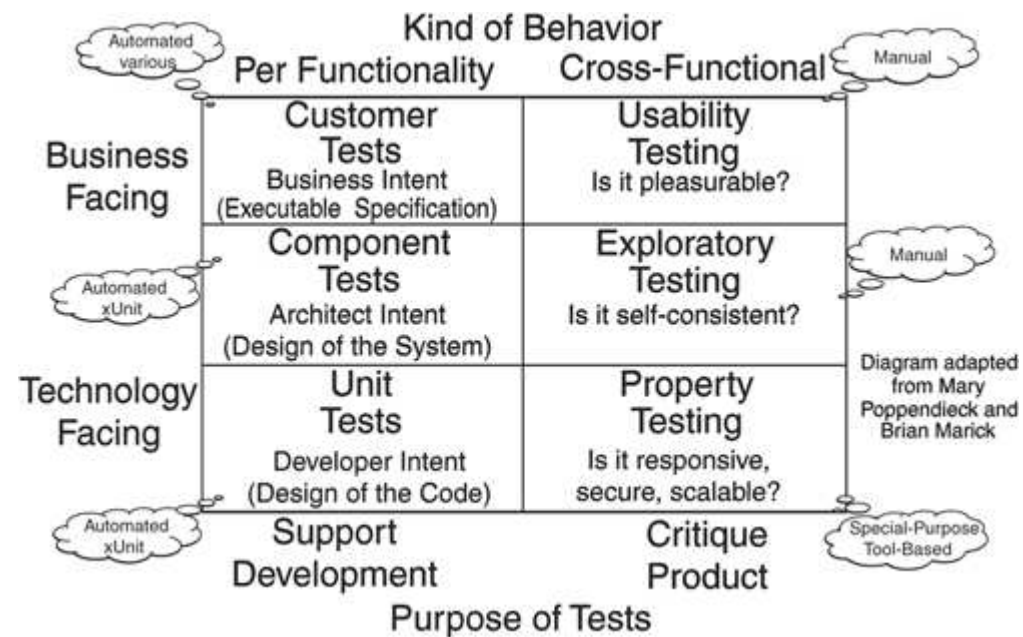 Kind of Behavior
Automated
various
Per Functionality
Cross-Functional
Manual
Business
Facing
Customer
Tests
Business Intent
(Executable Specification)
Usability
Testing
Is it pleasurable?
Automated
xUnit
Component
Tests
Architect Intent
(Design of the System)
Exploratory
Testing
Is it self-consistent?
Manual
Technology
Facing
Unit
Tests
Developer Intent
(Design of the Code)
Property
Testing
Is it responsive,
secure, scalable?
Diagram adapted
from Mary
Poppendieck and
Brian Marick
Automated
xUnit
Support
Development
Critique
Product
Special-Purpose
Tool-Based
Purpose of Tests